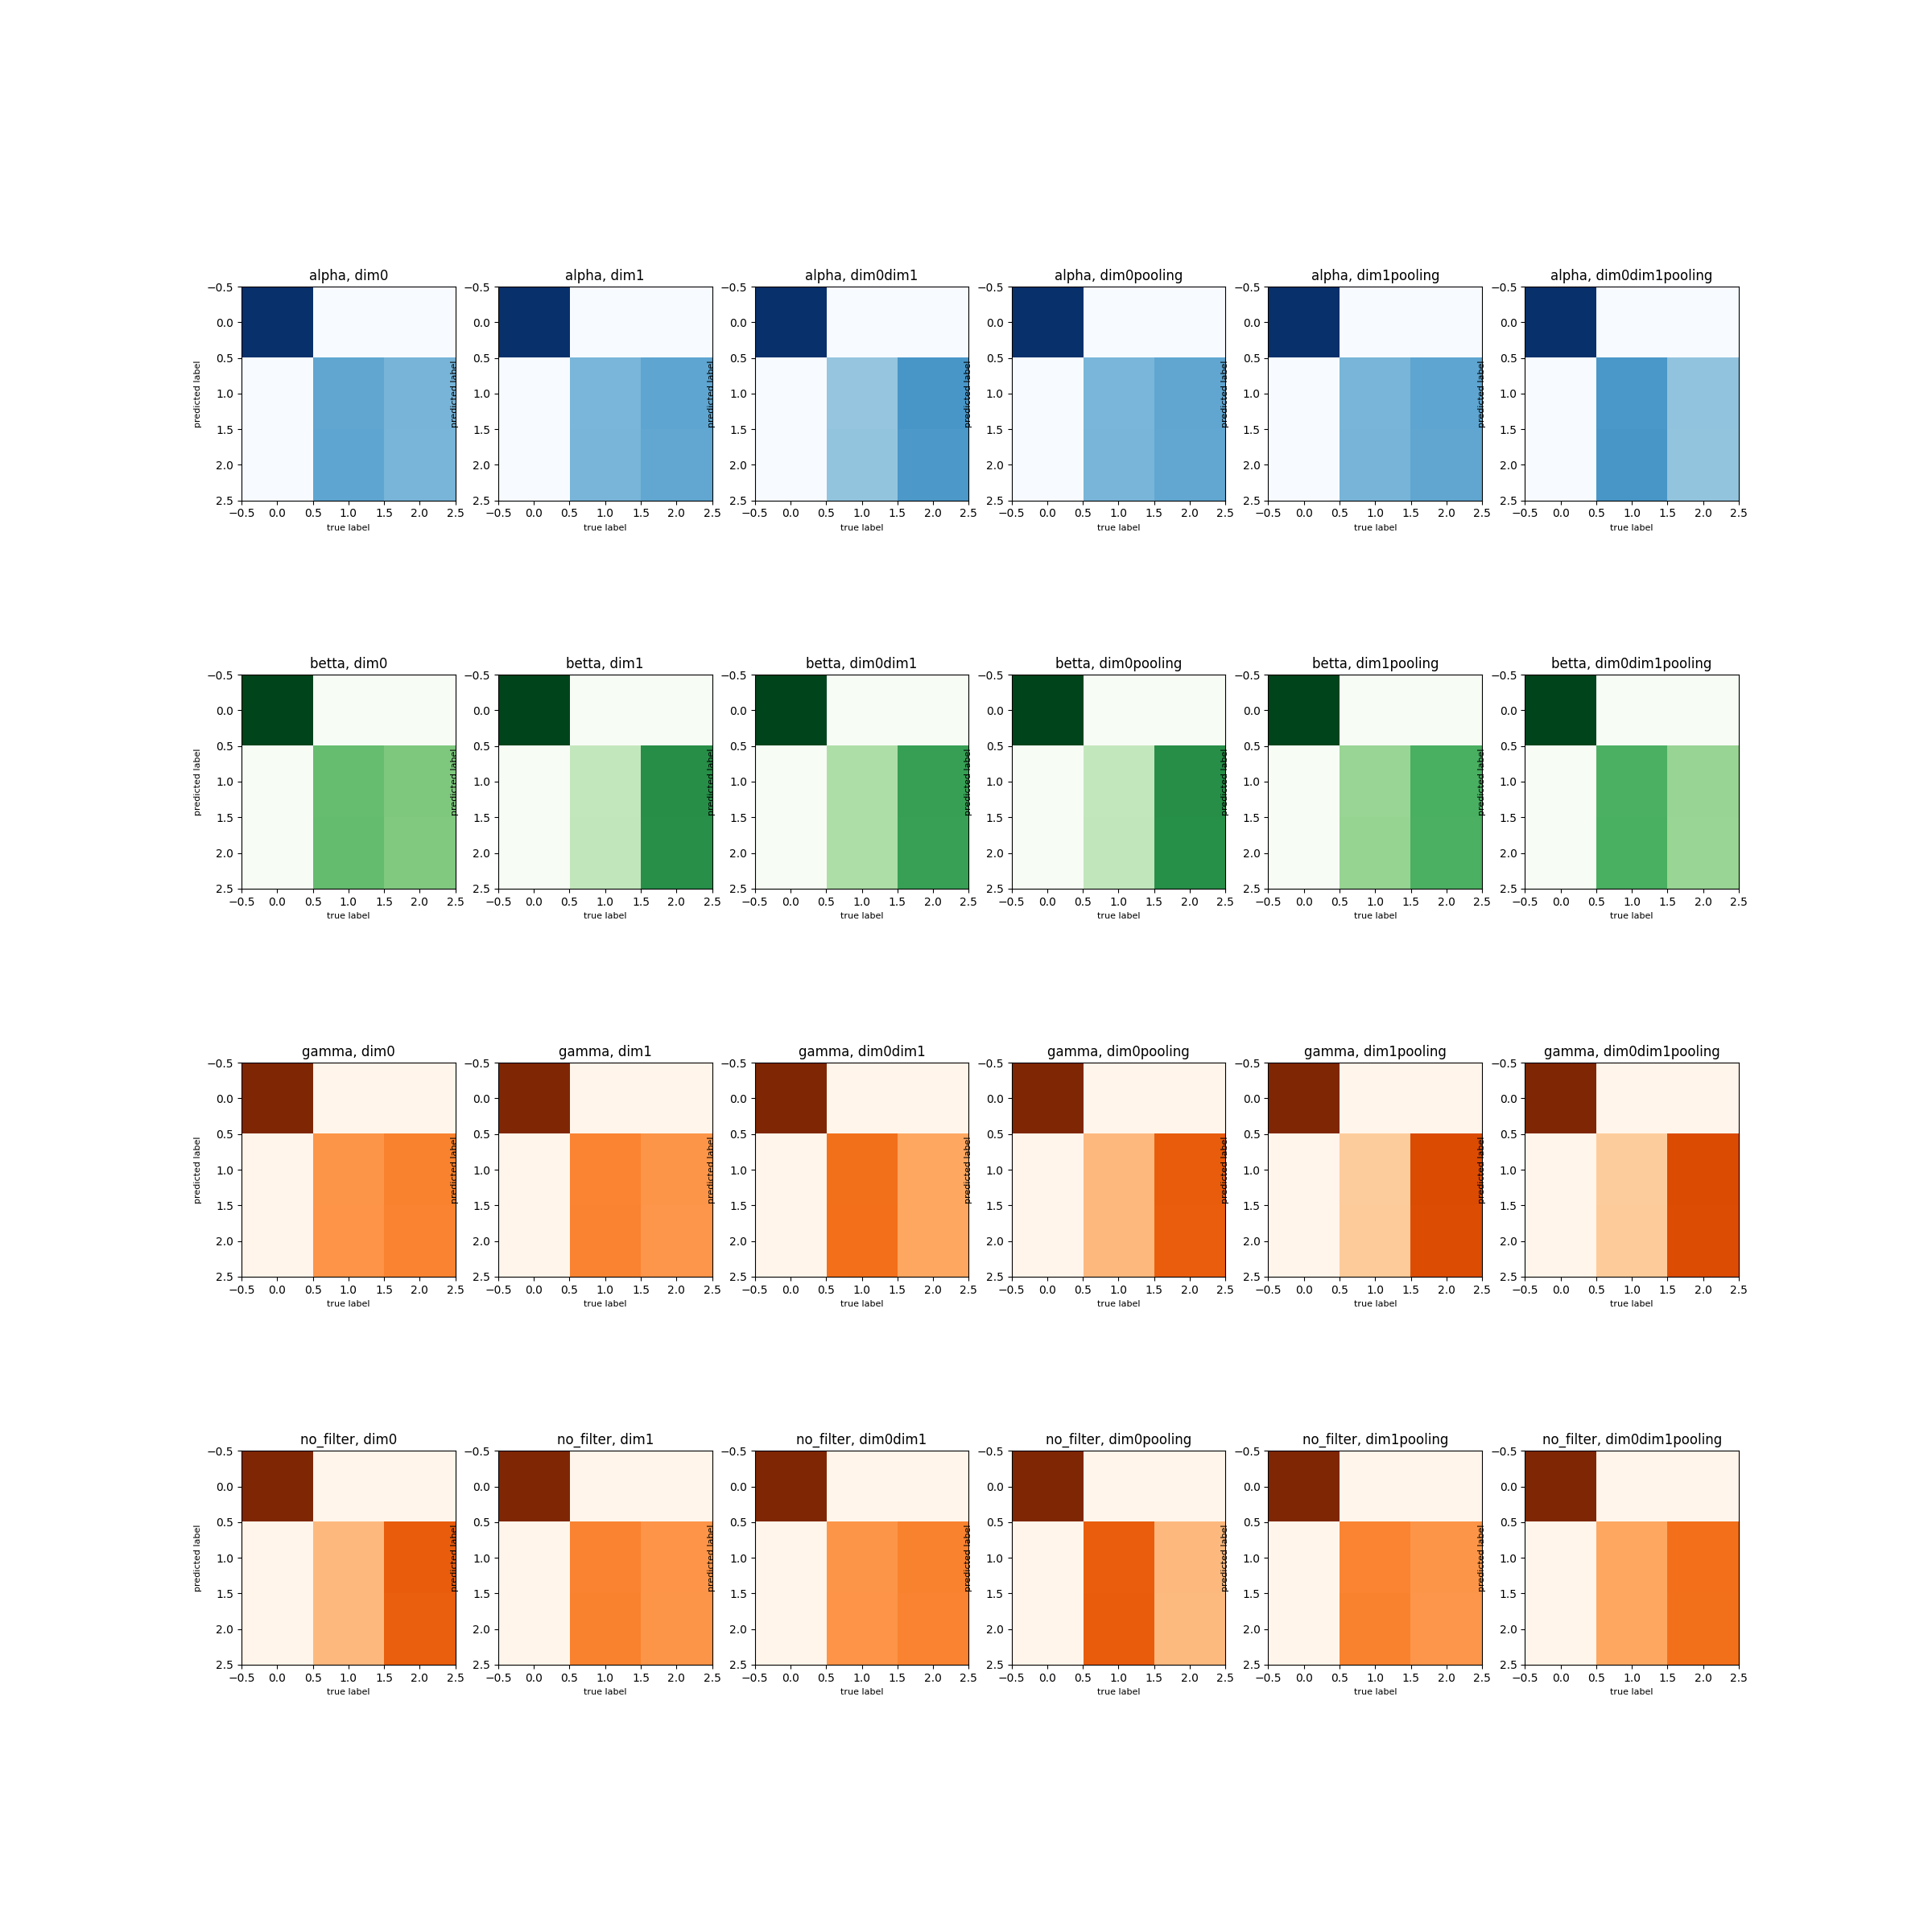 alpha, dim0 alpha, dim1 alpha, dim0dim1 alpha, dim0pooling alpha, dim1pooling alpha, dim0dim1pooling
−0.5 −0.5 −0.5 −0.5 −0.5 −0.5
0.0 0.0 0.0 0.0 0.0 0.0
0.5 0.5 0.5 0.5 0.5 0.5
predicted label predicted label predicted label predicted label predicted label predicted label
1.0 1.0 1.0 1.0 1.0 1.0
1.5 1.5 1.5 1.5 1.5 1.5
2.0 2.0 2.0 2.0 2.0 2.0
2.5 2.5 2.5 2.5 2.5 2.5
−0.5 0.0 0.5 1.0 1.5 2.0 2.5 −0.5 0.0 0.5 1.0 1.5 2.0 2.5 −0.5 0.0 0.5 1.0 1.5 2.0 2.5 −0.5 0.0 0.5 1.0 1.5 2.0 2.5 −0.5 0.0 0.5 1.0 1.5 2.0 2.5 −0.5 0.0 0.5 1.0 1.5 2.0 2.5
true label true label true label true label true label true label
betta, dim0 betta, dim1 betta, dim0dim1 betta, dim0pooling betta, dim1pooling betta, dim0dim1pooling
−0.5 −0.5 −0.5 −0.5 −0.5 −0.5
0.0 0.0 0.0 0.0 0.0 0.0
0.5 0.5 0.5 0.5 0.5 0.5
predicted label predicted label predicted label predicted label predicted label predicted label
1.0 1.0 1.0 1.0 1.0 1.0
1.5 1.5 1.5 1.5 1.5 1.5
2.0 2.0 2.0 2.0 2.0 2.0
2.5 2.5 2.5 2.5 2.5 2.5
−0.5 0.0 0.5 1.0 1.5 2.0 2.5 −0.5 0.0 0.5 1.0 1.5 2.0 2.5 −0.5 0.0 0.5 1.0 1.5 2.0 2.5 −0.5 0.0 0.5 1.0 1.5 2.0 2.5 −0.5 0.0 0.5 1.0 1.5 2.0 2.5 −0.5 0.0 0.5 1.0 1.5 2.0 2.5
true label true label true label true label true label true label
gamma, dim0 gamma, dim1 gamma, dim0dim1 gamma, dim0pooling gamma, dim1pooling gamma, dim0dim1pooling
−0.5 −0.5 −0.5 −0.5 −0.5 −0.5
0.0 0.0 0.0 0.0 0.0 0.0
0.5 0.5 0.5 0.5 0.5 0.5
predicted label predicted label predicted label predicted label predicted label predicted label
1.0 1.0 1.0 1.0 1.0 1.0
1.5 1.5 1.5 1.5 1.5 1.5
2.0 2.0 2.0 2.0 2.0 2.0
2.5 2.5 2.5 2.5 2.5 2.5
−0.5 0.0 0.5 1.0 1.5 2.0 2.5 −0.5 0.0 0.5 1.0 1.5 2.0 2.5 −0.5 0.0 0.5 1.0 1.5 2.0 2.5 −0.5 0.0 0.5 1.0 1.5 2.0 2.5 −0.5 0.0 0.5 1.0 1.5 2.0 2.5 −0.5 0.0 0.5 1.0 1.5 2.0 2.5
true label true label true label true label true label true label
no_filter, dim0 no_filter, dim1 no_filter, dim0dim1 no_filter, dim0pooling no_filter, dim1pooling no_filter, dim0dim1pooling
−0.5 −0.5 −0.5 −0.5 −0.5 −0.5
0.0 0.0 0.0 0.0 0.0 0.0
0.5 0.5 0.5 0.5 0.5 0.5
predicted label predicted label predicted label predicted label predicted label predicted label
1.0 1.0 1.0 1.0 1.0 1.0
1.5 1.5 1.5 1.5 1.5 1.5
2.0 2.0 2.0 2.0 2.0 2.0
2.5 2.5 2.5 2.5 2.5 2.5
−0.5 0.0 0.5 1.0 1.5 2.0 2.5 −0.5 0.0 0.5 1.0 1.5 2.0 2.5 −0.5 0.0 0.5 1.0 1.5 2.0 2.5 −0.5 0.0 0.5 1.0 1.5 2.0 2.5 −0.5 0.0 0.5 1.0 1.5 2.0 2.5 −0.5 0.0 0.5 1.0 1.5 2.0 2.5
true label true label true label true label true label true label